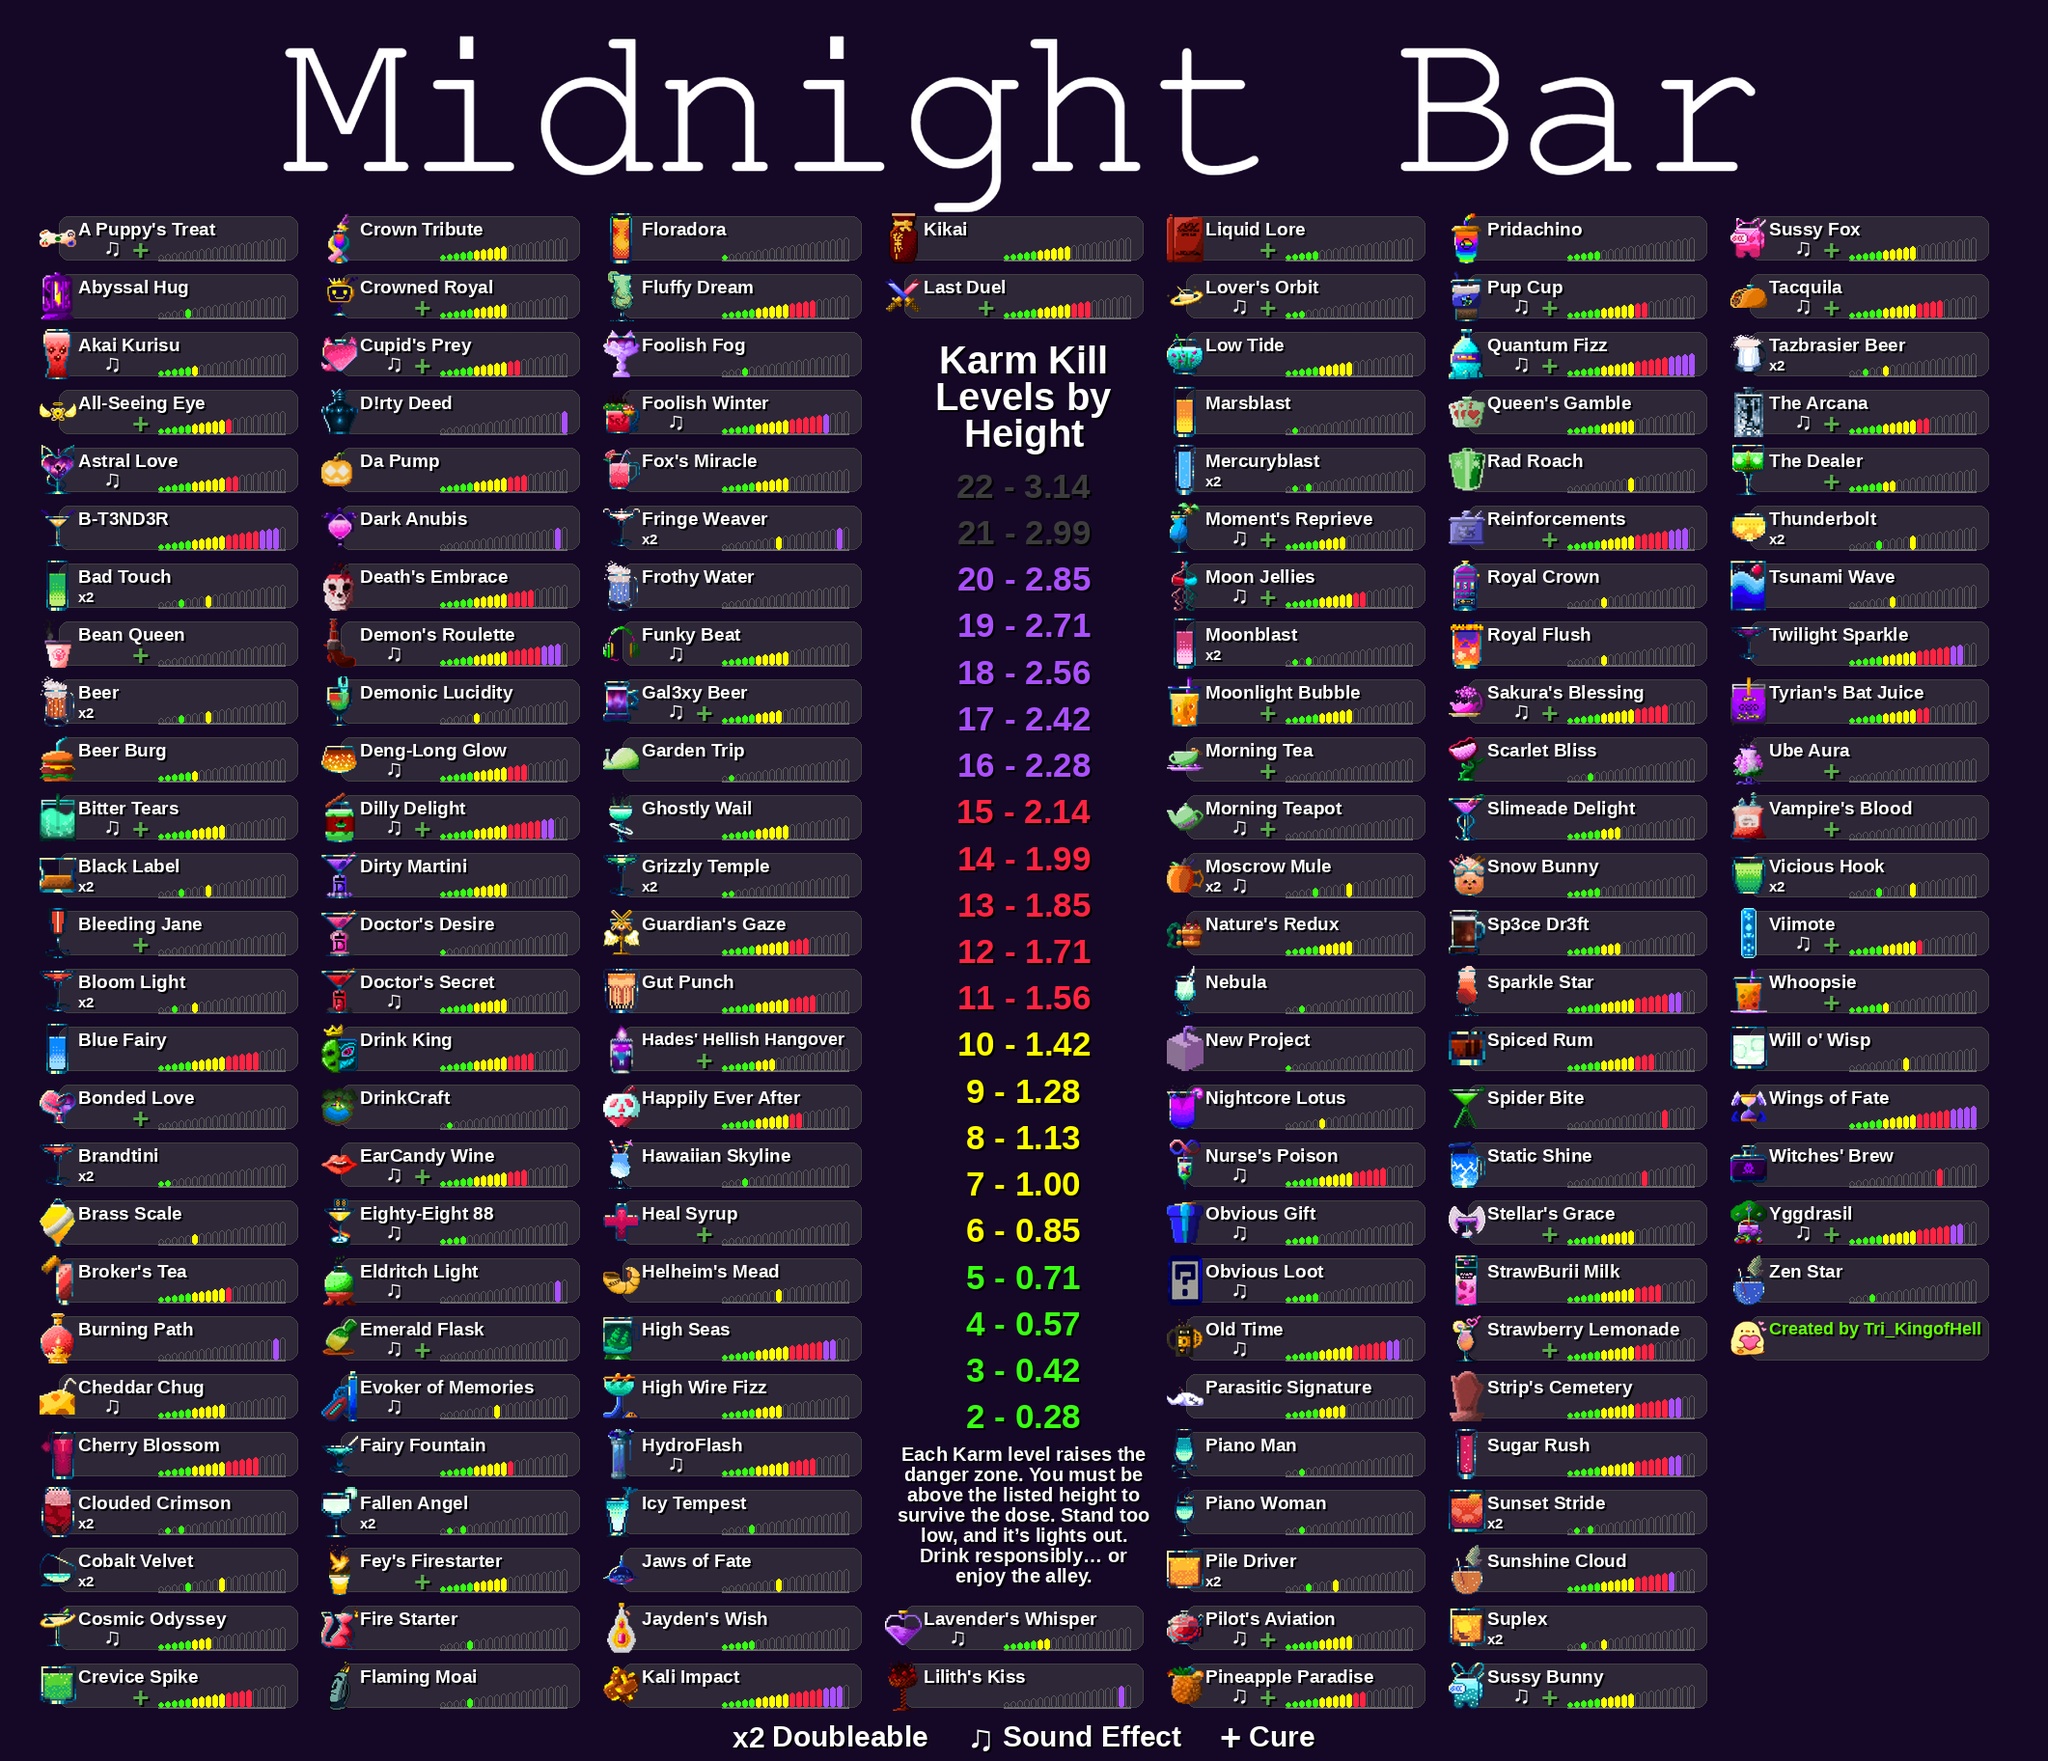 Midnight Bar
A Puppy's Treat
♫ +
Abyssal Hug
Akai Kurisu
♫
All-Seeing Eye
+
Astral Love
♫
B-T3ND3R
Bad Touch
x2
Bean Queen
+
Beer
x2
Beer Burg
Bitter Tears
♫ +
Black Label
x2
Bleeding Jane
+
Bloom Light
x2
Blue Fairy
Bonded Love
+
Brandtini
x2
Brass Scale
Broker's Tea
Burning Path
Cheddar Chug
♫
Cherry Blossom
Clouded Crimson
x2
Cobalt Velvet
x2
Cosmic Odyssey
♫
Crevice Spike
+
Crown Tribute
Crowned Royal
+
Cupid's Prey
♫ +
D!rty Deed
Da Pump
Dark Anubis
Death's Embrace
Demon's Roulette
♫
Demonic Lucidity
Deng-Long Glow
♫
Dilly Delight
♫ +
Dirty Martini
Doctor's Desire
Doctor's Secret
♫
Drink King
DrinkCraft
EarCandy Wine
♫ +
Eighty-Eight 88
♫
Eldritch Light
♫
Emerald Flask
♫ +
Evoker of Memories
♫
Fairy Fountain
Fallen Angel
x2
Fey's Firestarter
+
Fire Starter
Flaming Moai
Floradora
Fluffy Dream
Foolish Fog
Foolish Winter
♫
Fox's Miracle
Fringe Weaver
x2
Frothy Water
Funky Beat
♫
Gal3xy Beer
♫ +
Garden Trip
Ghostly Wail
Grizzly Temple
x2
Guardian's Gaze
Gut Punch
Hades' Hellish Hangover
+
Happily Ever After
Hawaiian Skyline
Heal Syrup
+
Helheim's Mead
High Seas
High Wire Fizz
HydroFlash
♫
Icy Tempest
Jaws of Fate
Jayden's Wish
Kali Impact
Kikai
Last Duel
+
Karm Kill
Levels by
Height
22 - 3.14
21 - 2.99
20 - 2.85
19 - 2.71
18 - 2.56
17 - 2.42
16 - 2.28
15 - 2.14
14 - 1.99
13 - 1.85
12 - 1.71
11 - 1.56
10 - 1.42
9 - 1.28
8 - 1.13
7 - 1.00
6 - 0.85
5 - 0.71
4 - 0.57
3 - 0.42
2 - 0.28
Each Karm level raises the
danger zone. You must be
above the listed height to
survive the dose. Stand too
low, and it's lights out.
Drink responsibly... or
enjoy the alley.
Lavender's Whisper
♫
Lilith's Kiss
Liquid Lore
+
Lover's Orbit
♫ +
Low Tide
Marsblast
Mercuryblast
x2
Moment's Reprieve
♫ +
Moon Jellies
♫ +
Moonblast
x2
Moonlight Bubble
+
Morning Tea
+
Morning Teapot
♫ +
Moscrow Mule
x2 ♫
Nature's Redux
Nebula
New Project
Nightcore Lotus
Nurse's Poison
♫
Obvious Gift
♫
Obvious Loot
♫
Old Time
♫
Parasitic Signature
Piano Man
Piano Woman
Pile Driver
x2
Pilot's Aviation
♫ +
Pineapple Paradise
♫ +
Pridachino
Pup Cup
♫ +
Quantum Fizz
♫ +
Queen's Gamble
Rad Roach
Reinforcements
+
Royal Crown
Royal Flush
Sakura's Blessing
♫ +
Scarlet Bliss
Slimeade Delight
Snow Bunny
Sp3ce Dr3ft
Sparkle Star
Spiced Rum
Spider Bite
Static Shine
Stellar's Grace
+
StrawBurii Milk
Strawberry Lemonade
+
Strip's Cemetery
Sugar Rush
Sunset Stride
x2
Sunshine Cloud
Suplex
x2
Sussy Bunny
♫ +
Sussy Fox
♫ +
Tacquila
♫ +
Tazbrasier Beer
x2
The Arcana
♫ +
The Dealer
+
Thunderbolt
x2
Tsunami Wave
Twilight Sparkle
Tyrian's Bat Juice
Ube Aura
+
Vampire's Blood
+
Vicious Hook
x2
Viimote
♫ +
Whoopsie
+
Will o' Wisp
Wings of Fate
Witches' Brew
Yggdrasil
♫ +
Zen Star
Created by Tri_KingofHell
x2 Doubleable ♫ Sound Effect + Cure